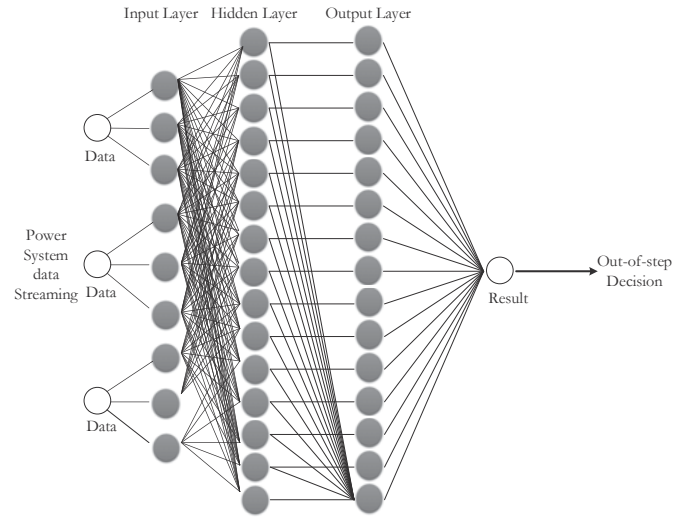 Input Layer Hidden Layer Output Layer
Data
Power
System
data
Streaming
Data
Data
Result
Out-of-step
Decision